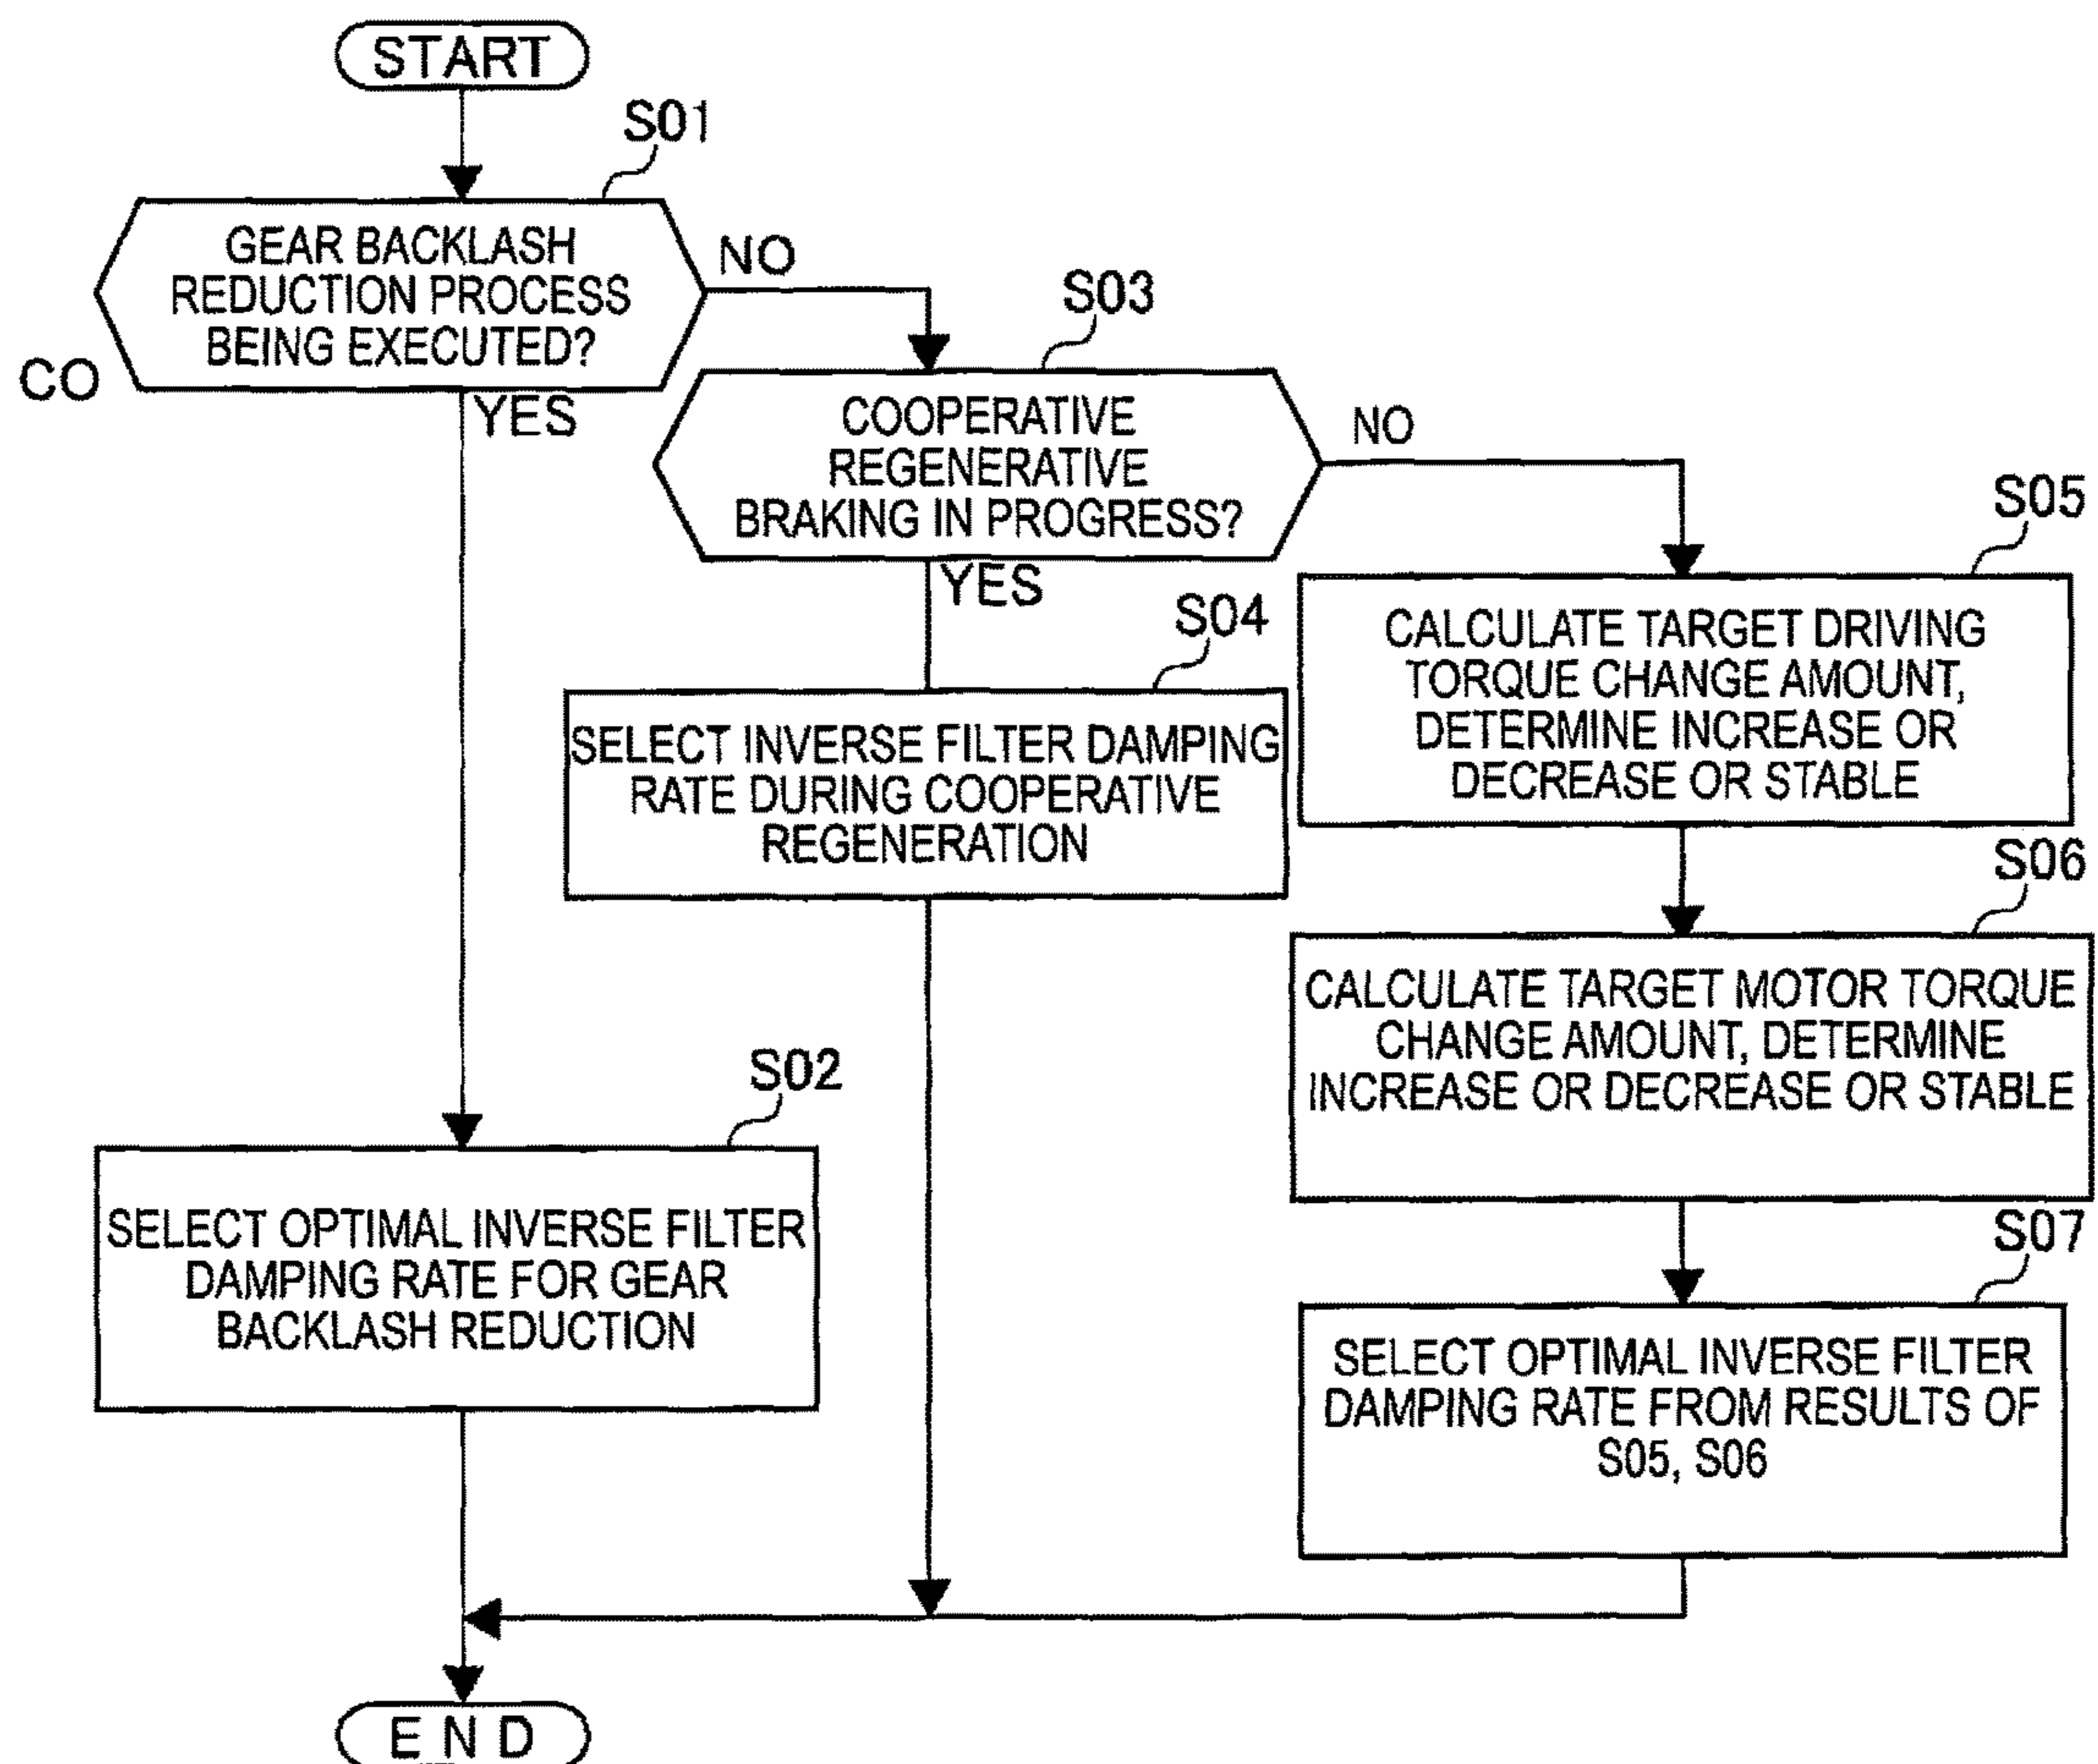 START
S01
GEAR BACKLASH
REDUCTION PROCESS
BEING EXECUTED?
NO
CO
YES
S03
COOPERATIVE
REGENERATIVE
BRAKING IN PROGRESS?
NO
YES
S04
SELECT INVERSE FILTER DAMPING
RATE DURING COOPERATIVE
REGENERATION
S05
CALCULATE TARGET DRIVING
TORQUE CHANGE AMOUNT,
DETERMINE INCREASE OR
DECREASE OR STABLE
S06
CALCULATE TARGET MOTOR TORQUE
CHANGE AMOUNT, DETERMINE
INCREASE OR DECREASE OR STABLE
S02
SELECT OPTIMAL INVERSE FILTER
DAMPING RATE FOR GEAR
BACKLASH REDUCTION
S07
SELECT OPTIMAL INVERSE FILTER
DAMPING RATE FROM RESULTS OF
S05, S06
END